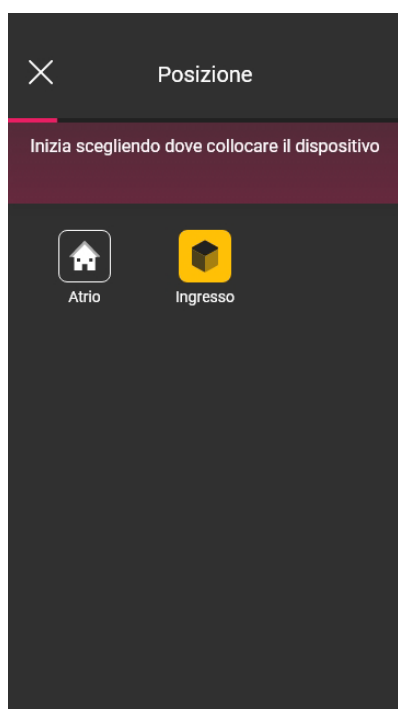 Posizione
Inizia scegliendo dove collocare il dispositivo
Atrio
Ingresso